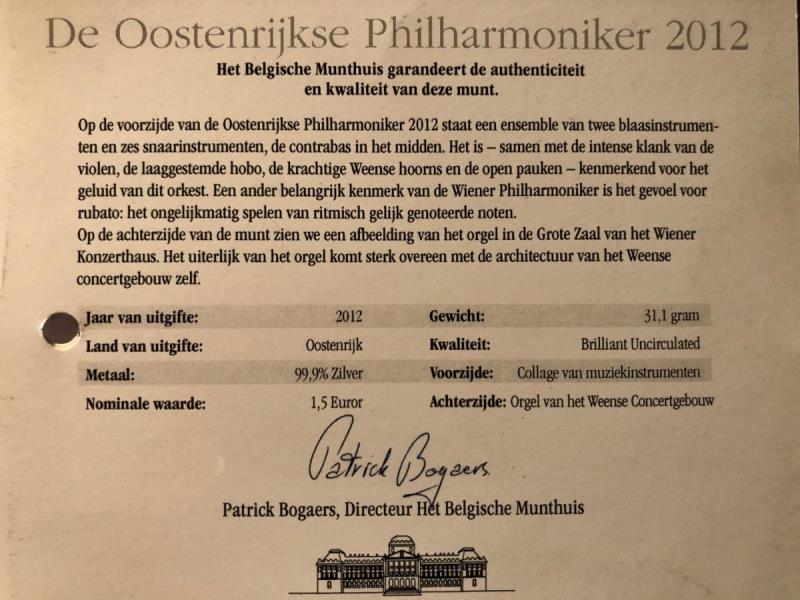 De Oostenrijkse Philharmoniker 2012
Het Belgische Munthuis garandeert de authenticiteit
en kwaliteit van deze munt.
Op de voorzijde van de Oostenrijkse Philharmoniker 2012 staat een ensemble van twee blaasinstrumen-
ten en zes snaarinstrumenten, de contrabas in het midden. Het is – samen met de intense klank van de
violen, de laaggestemde hobo, de krachtige Weense hoorns en de open pauken – kenmerkend voor het
geluid van dit orkest. Een ander belangrijk kenmerk van de Wiener Philharmoniker is het gevoel voor
rubato: het ongelijkmatig spelen van ritmisch gelijk genoteerde noten.
Op de achterzijde van de munt zien we een afbeelding van het orgel in de Grote Zaal van het Wiener
Konzerthaus. Het uiterlijk van het orgel komt sterk overeen met de architectuur van het Weense
concertgebouw zelf.
Jaar van uitgifte: 2012 Gewicht: 31,1 gram
Land van uitgifte: Oostenrijk Kwaliteit: Brilliant Uncirculated
Metaal: 99,9% Zilver Voorzijde: Collage van muziekinstrumenten
Nominale waarde: 1,5 Euror Achterzijde: Orgel van het Weense Concertgebouw
Patrick Bogaers
Patrick Bogaers, Directeur Het Belgische Munthuis